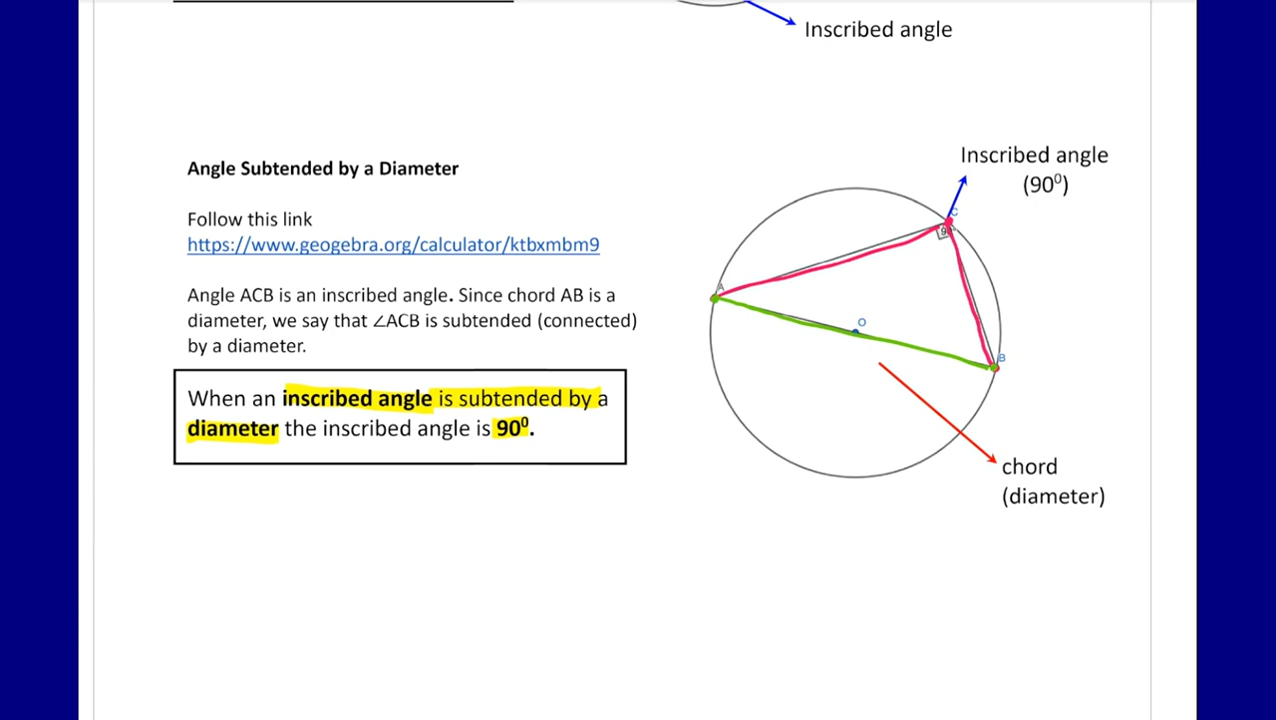 Inscribed angle
Angle Subtended by a Diameter
Inscribed angle
(90⁰)
Follow this link
https://www.geogebra.org/calculator/ktbxmbm9
Angle ACB is an inscribed angle. Since chord AB is a
diameter, we say that ∠ACB is subtended (connected)
by a diameter.
When an inscribed angle is subtended by a
diameter the inscribed angle is 90⁰.
C
A
O
B
chord
(diameter)